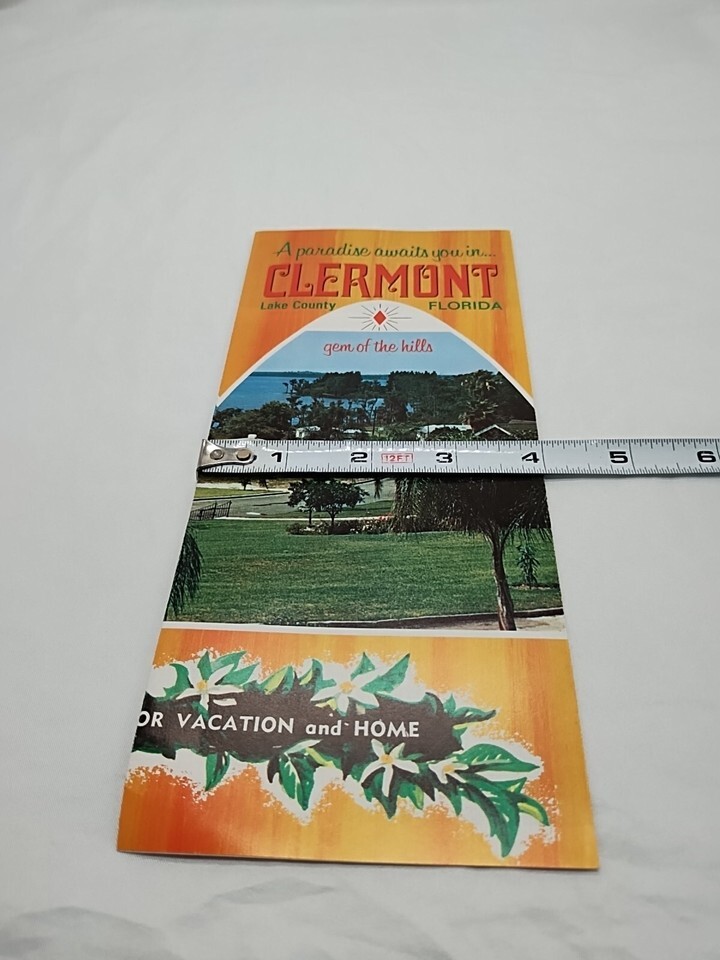 A paradise awaits you in...
CLERMONT
Lake County FLORIDA
gem of the hills
1 2 12FT 3 4 5 6
OR VACATION and HOME